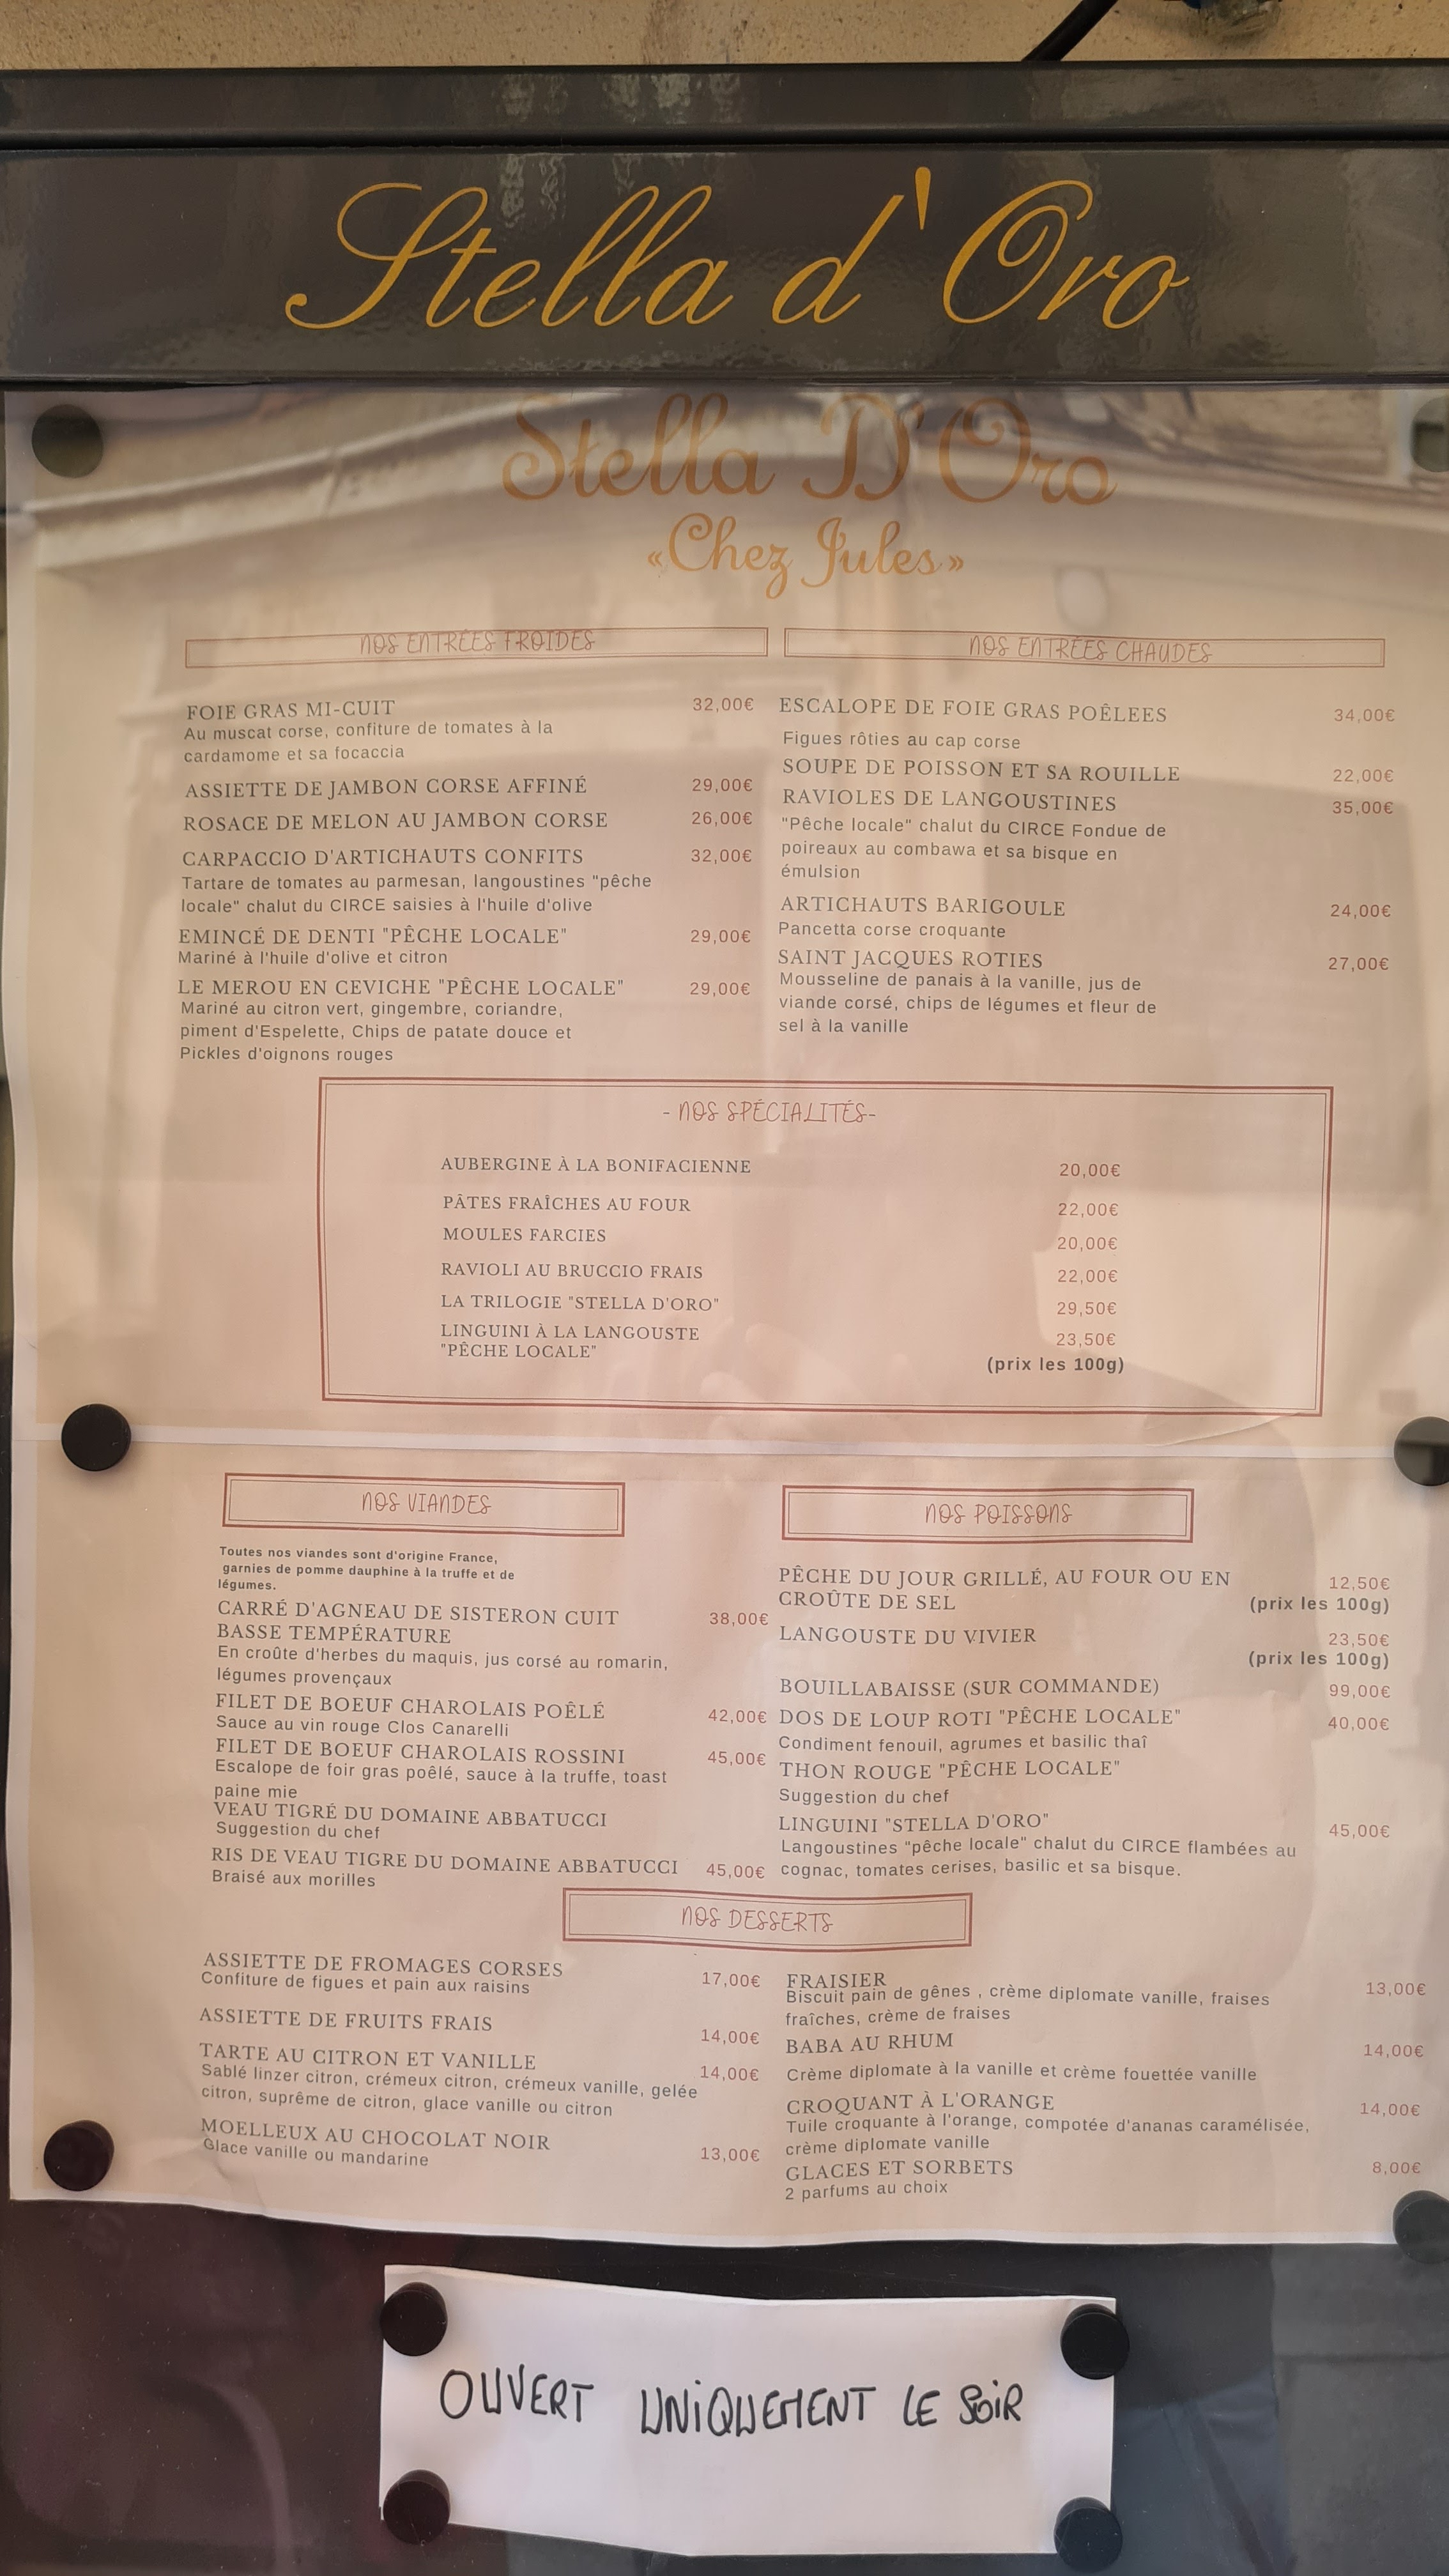 Stella d'Oro
Stella D'Oro
«Chez Jules»
NOS ENTRÉES FROIDES
FOIE GRAS MI-CUIT 32,00€
Au muscat corse, confiture de tomates à la
cardamome et sa focaccia
ASSIETTE DE JAMBON CORSE AFFINÉ 29,00€
ROSACE DE MELON AU JAMBON CORSE 26,00€
CARPACCIO D'ARTICHAUTS CONFITS 32,00€
Tartare de tomates au parmesan, langoustines "pêche
locale" chalut du CIRCE saisies à l'huile d'olive
EMINCÉ DE DENTI "PÊCHE LOCALE" 29,00€
Mariné à l'huile d'olive et citron
LE MEROU EN CEVICHE "PÊCHE LOCALE" 29,00€
Mariné au citron vert, gingembre, coriandre,
piment d'Espelette, Chips de patate douce et
Pickles d'oignons rouges
NOS ENTRÉES CHAUDES
ESCALOPE DE FOIE GRAS POÊLEES 34,00€
Figues rôties au cap corse
SOUPE DE POISSON ET SA ROUILLE 22,00€
RAVIOLES DE LANGOUSTINES 35,00€
"Pêche locale" chalut du CIRCE Fondue de
poireaux au combawa et sa bisque en
émulsion
ARTICHAUTS BARIGOULE 24,00€
Pancetta corse croquante
SAINT JACQUES ROTIES 27,00€
Mousseline de panais à la vanille, jus de
viande corsé, chips de légumes et fleur de
sel à la vanille
- NOS SPÉCIALITÉS-
AUBERGINE À LA BONIFACIENNE 20,00€
PÂTES FRAÎCHES AU FOUR 22,00€
MOULES FARCIES 20,00€
RAVIOLI AU BRUCCIO FRAIS 22,00€
LA TRILOGIE "STELLA D'ORO" 29,50€
LINGUINI À LA LANGOUSTE 23,50€
"PÊCHE LOCALE"
(prix les 100g)
NOS VIANDES
Toutes nos viandes sont d'origine France,
garnies de pomme dauphine à la truffe et de
légumes.
CARRÉ D'AGNEAU DE SISTERON CUIT 38,00€
BASSE TEMPÉRATURE
En croûte d'herbes du maquis, jus corsé au romarin,
légumes provençaux
FILET DE BOEUF CHAROLAIS POÊLÉ 42,00€
Sauce au vin rouge Clos Canarelli
FILET DE BOEUF CHAROLAIS ROSSINI 45,00€
Escalope de foir gras poêlé, sauce à la truffe, toast
paine mie
VEAU TIGRÉ DU DOMAINE ABBATUCCI
Suggestion du chef
RIS DE VEAU TIGRE DU DOMAINE ABBATUCCI 45,00€
Braisé aux morilles
NOS POISSONS
PÊCHE DU JOUR GRILLÉ, AU FOUR OU EN 12,50€
CROÛTE DE SEL (prix les 100g)
LANGOUSTE DU VIVIER 23,50€
(prix les 100g)
BOUILLABAISSE (SUR COMMANDE) 99,00€
DOS DE LOUP ROTI "PÊCHE LOCALE" 40,00€
Condiment fenouil, agrumes et basilic thaî
THON ROUGE "PÊCHE LOCALE"
Suggestion du chef
LINGUINI "STELLA D'ORO" 45,00€
Langoustines "pêche locale" chalut du CIRCE flambées au
cognac, tomates cerises, basilic et sa bisque.
NOS DESSERTS
ASSIETTE DE FROMAGES CORSES 17,00€
Confiture de figues et pain aux raisins
ASSIETTE DE FRUITS FRAIS 14,00€
TARTE AU CITRON ET VANILLE 14,00€
Sablé linzer citron, crémeux citron, crémeux vanille, gelée
citron, suprême de citron, glace vanille ou citron
MOELLEUX AU CHOCOLAT NOIR 13,00€
Glace vanille ou mandarine
FRAISIER 13,00€
Biscuit pain de gênes , crème diplomate vanille, fraises
fraîches, crème de fraises
BABA AU RHUM 14,00€
Crème diplomate à la vanille et crème fouettée vanille
CROQUANT À L'ORANGE 14,00€
Tuile croquante à l'orange, compotée d'ananas caramélisée,
crème diplomate vanille
GLACES ET SORBETS 8,00€
2 parfums au choix
OUVERT UNIQUEMENT LE SOIR